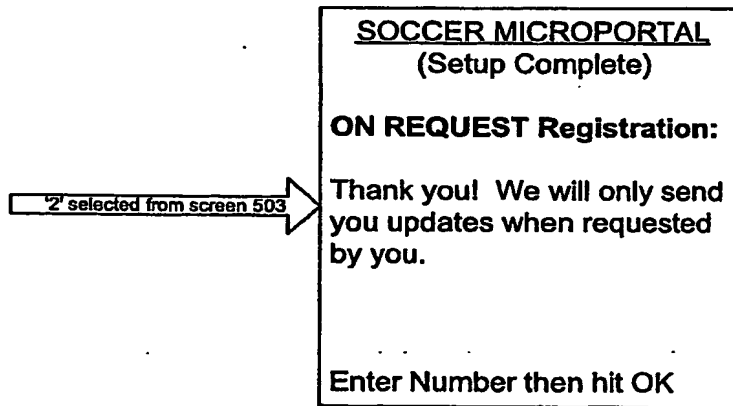 SOCCER MICROPORTAL
(Setup Complete)
ON REQUEST Registration:
'2' selected from screen 503
Thank you! We will only send
you updates when requested
by you.
Enter Number then hit OK